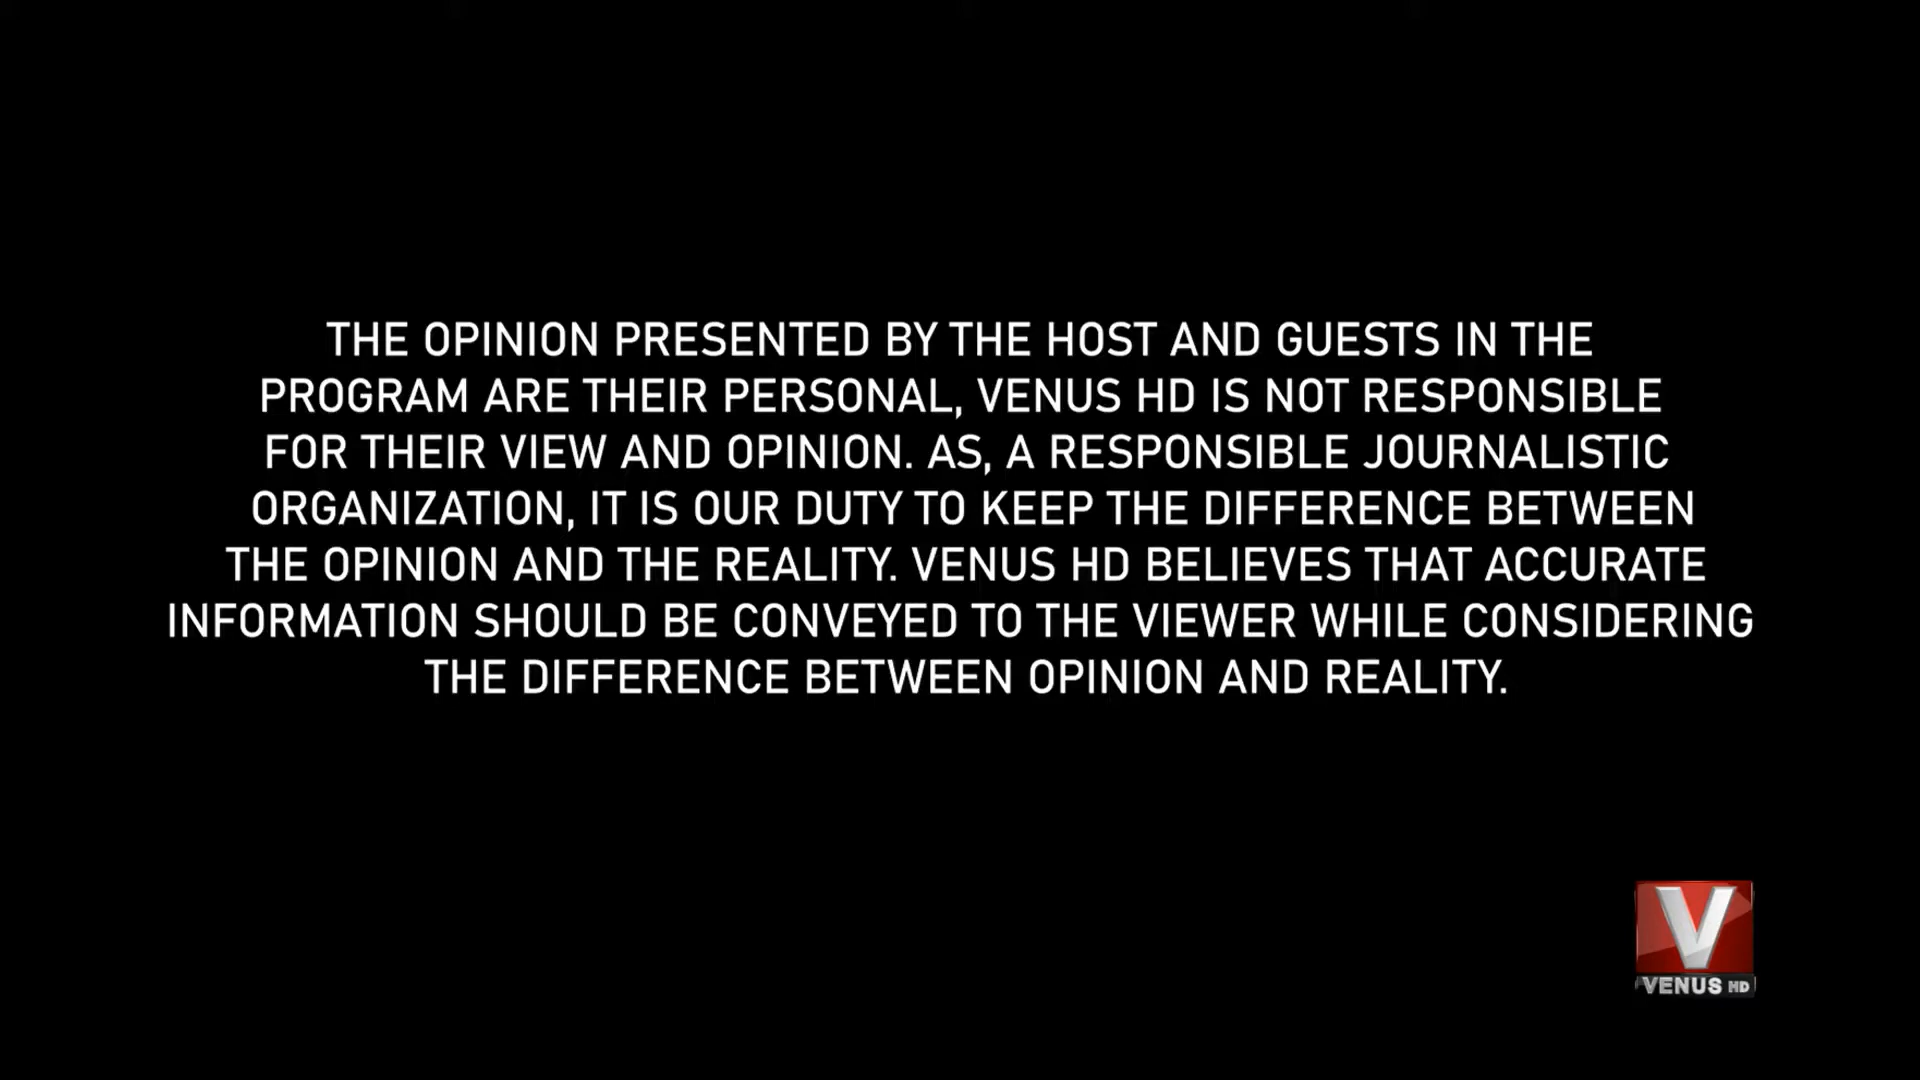 THE OPINION PRESENTED BY THE HOST AND GUESTS IN THE
PROGRAM ARE THEIR PERSONAL, VENUS HD IS NOT RESPONSIBLE
FOR THEIR VIEW AND OPINION. AS, A RESPONSIBLE JOURNALISTIC
ORGANIZATION, IT IS OUR DUTY TO KEEP THE DIFFERENCE BETWEEN
THE OPINION AND THE REALITY. VENUS HD BELIEVES THAT ACCURATE
INFORMATION SHOULD BE CONVEYED TO THE VIEWER WHILE CONSIDERING
THE DIFFERENCE BETWEEN OPINION AND REALITY.
V
VENUS HD